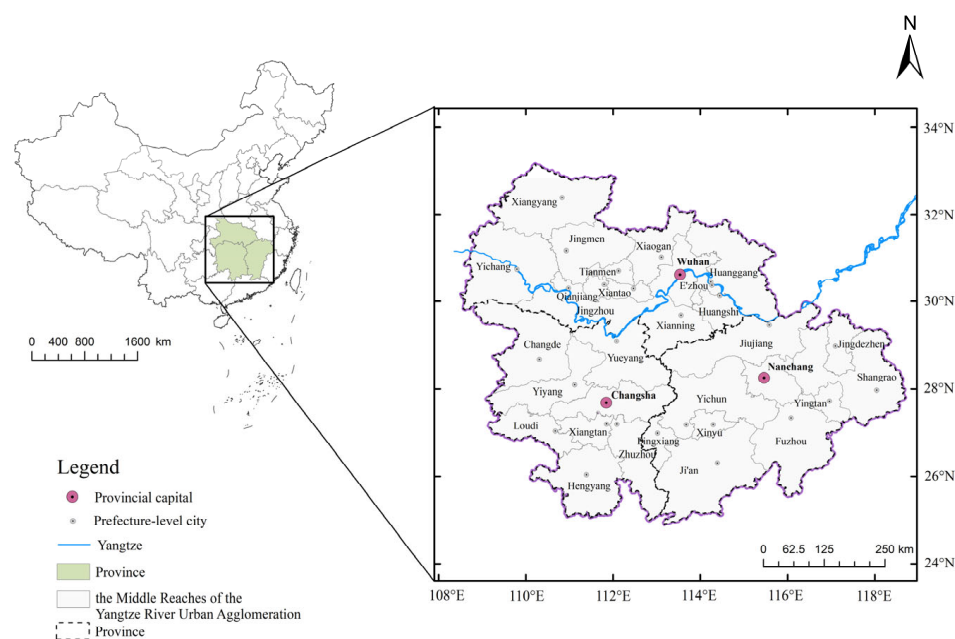 N
34°N
32°N
30°N
28°N
26°N
24°N
108°E 110°E 112°E 114°E 116°E 118°E
Xiangyang
Jingmen
Xiaogan
Wuhan
Huanggang
Yichang
Tianmen
E'zhou
Qianjiang
Xiantao
Jingzhou
Huangshi
Xianning
Changde
Yueyang
Jiujiang
Jingdezhen
Nanchang
Shangrao
Yiyang
Changsha
Yichun
Yingtan
Loudi
Xiangtan
Pingxiang
Xinyu
Fuzhou
Zhuzhou
Ji'an
Hengyang
0 62.5 125 250 km
0 400 800 1600 km
Legend
Provincial capital
Prefecture-level city
Yangtze
Province
the Middle Reaches of the
Yangtze River Urban Agglomeration
Province